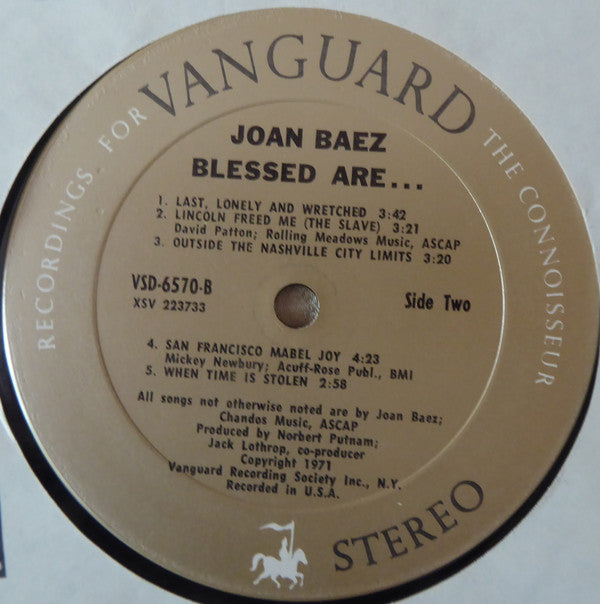 RECORDINGS FOR VANGUARD THE CONNOISSEUR
JOAN BAEZ
BLESSED ARE...
1. LAST, LONELY AND WRETCHED 3:42
2. LINCOLN FREED ME (THE SLAVE) 3:21
David Patton; Rolling Meadows Music, ASCAP
3. OUTSIDE THE NASHVILLE CITY LIMITS 3:20
VSD-6570-B
XSV 223733
Side Two
4. SAN FRANCISCO MABEL JOY 4:23
Mickey Newbury; Acuff-Rose Publ., BMI
5. WHEN TIME IS STOLEN 2:58
All songs not otherwise noted are by Joan Baez;
Chandos Music, ASCAP
Produced by Norbert Putnam;
Jack Lothrop, co-producer
Copyright 1971
Vanguard Recording Society Inc., N.Y.
Recorded in U.S.A.
STEREO